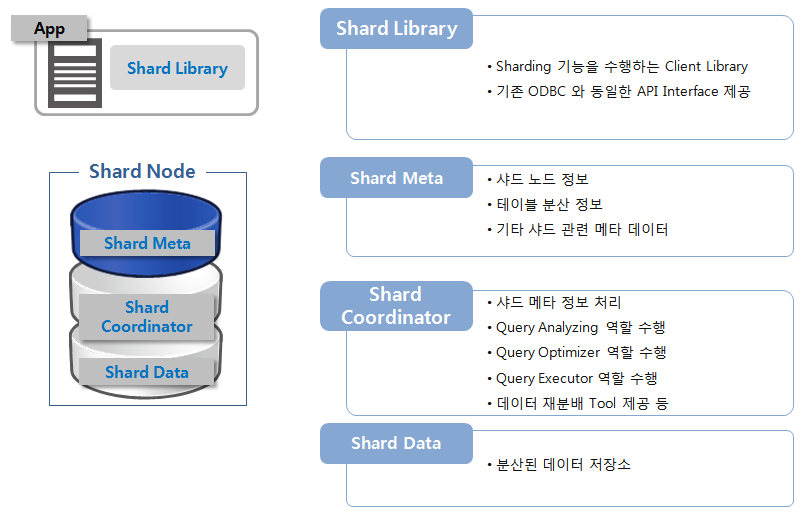 App
Shard Library
Shard Node
Shard Meta
Shard
Coordinator
Shard Data
Shard Library
• Sharding 기능을 수행하는 Client Library
• 기존 ODBC 와 동일한 API Interface 제공
Shard Meta
• 샤드 노드 정보
• 테이블 분산 정보
• 기타 샤드 관련 메타 데이터
Shard
Coordinator
• 샤드 메타 정보 처리
• Query Analyzing 역할 수행
• Query Optimizer 역할 수행
• Query Executor 역할 수행
• 데이터 재분배 Tool 제공 등
Shard Data
• 분산된 데이터 저장소